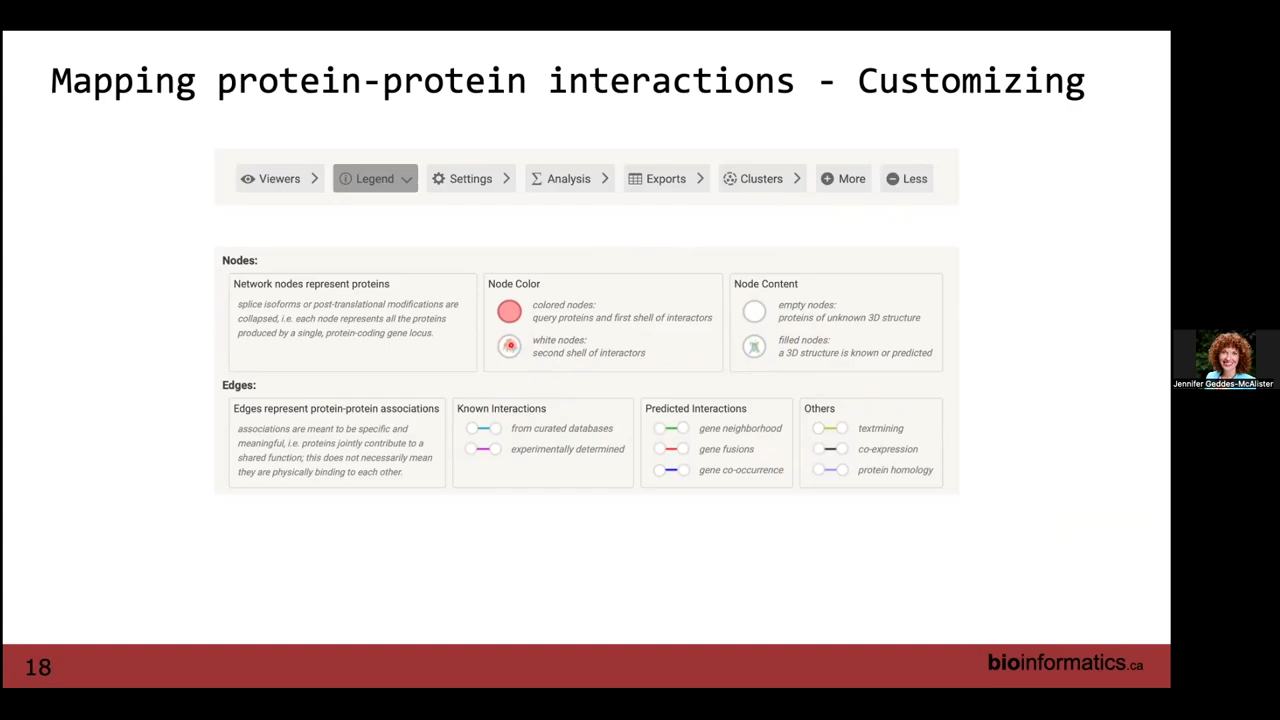 Mapping protein-protein interactions - Customizing
Viewers
Legend
Settings
Analysis
Exports
Clusters
More
Less
Nodes:
Network nodes represent proteins
splice isoforms or post-translational modifications are
collapsed, i.e. each node represents all the proteins
produced by a single, protein-coding gene locus.
Node Color
colored nodes:
query proteins and first shell of interactors
white nodes:
second shell of interactors
Node Content
empty nodes:
proteins of unknown 3D structure
filled nodes:
a 3D structure is known or predicted
Edges:
Edges represent protein-protein associations
associations are meant to be specific and
meaningful, i.e. proteins jointly contribute to a
shared function; this does not necessarily mean
they are physically binding to each other.
Known Interactions
from curated databases
experimentally determined
Predicted Interactions
gene neighborhood
gene fusions
gene co-occurrence
Others
textmining
co-expression
protein homology
Jennifer Geddes-McAlister
18
bioinformatics.ca